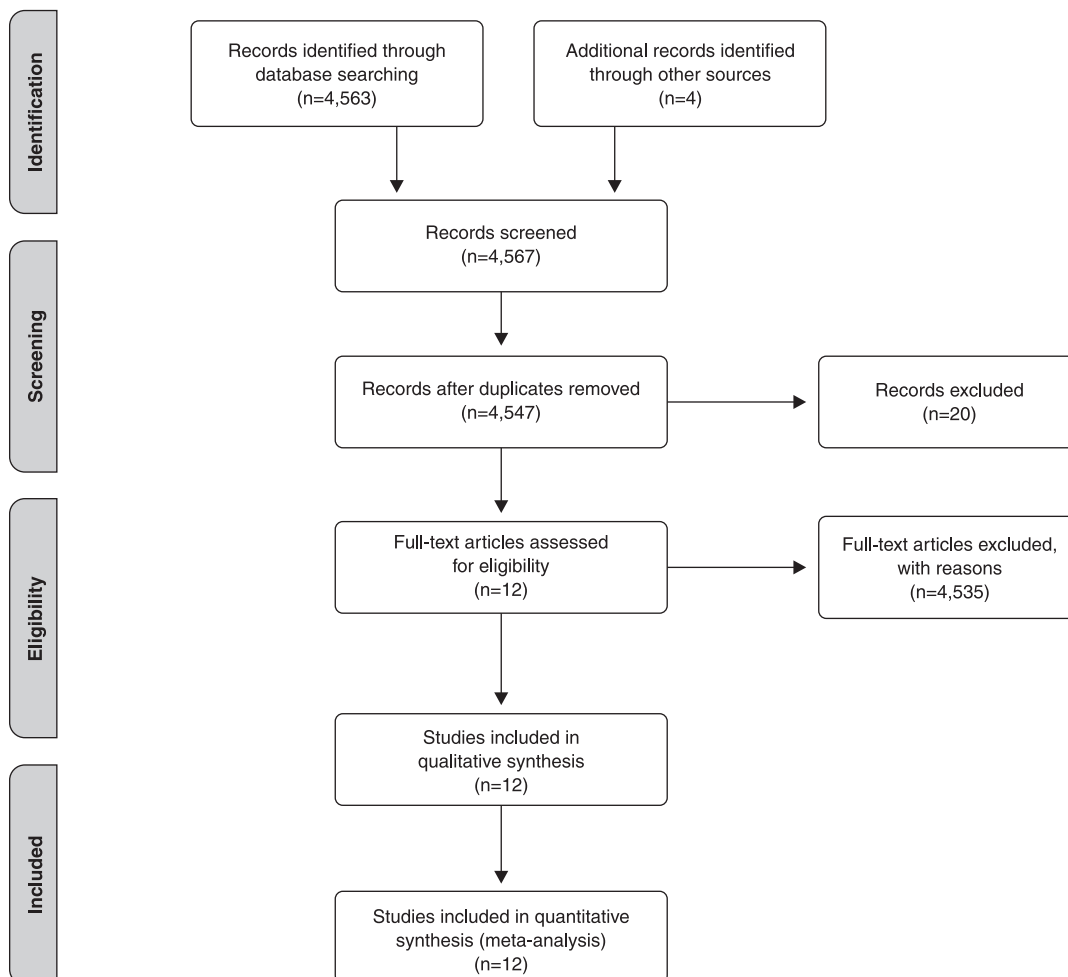 Identification
Records identified through
database searching
(n=4,563)
Additional records identified
through other sources
(n=4)
Records screened
(n=4,567)
Screening
Records after duplicates removed
(n=4,547)
Records excluded
(n=20)
Eligibility
Full-text articles assessed
for eligibility
(n=12)
Full-text articles excluded,
with reasons
(n=4,535)
Studies included in
qualitative synthesis
(n=12)
Included
Studies included in quantitative
synthesis (meta-analysis)
(n=12)